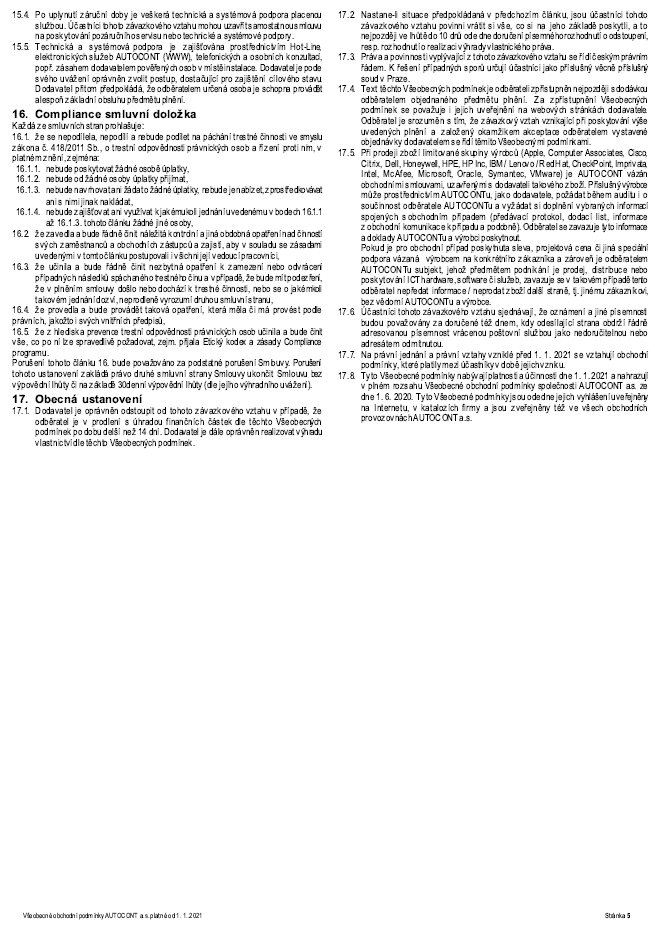 15.4. Po uplynutí záruční doby je veškerá technická a systémová podpora placenou
službou. Účastníci tohoto závazkového vztahu mohou uzavřít samostatnou smlouvu
na poskytování pozáručního servisu nebo technické a systémové podpory.
15.5. Technická a systémová podpora je zajišťována prostřednictvím Hot-Line,
elektronických služeb AUTOCONT (WWW), telefonických a osobních konzultací,
popř. zásahem dodavatelem pověřených osob v místě instalace. Dodavatel je pode
svého uvážení oprávněn zvolit postup, dostačující pro zajištění cílového stavu.
Dodavatel přitom předpokládá, že odběratelem určená osoba je schopna provádět
alespoň základní obsluhu předmětu plnění.
16. Compliance smluvní doložka
Každá ze smluvních stran prohlašuje:
16.1. že se nepodílela, nepodílí a nebude podílet na páchání trestné činnosti ve smyslu
zákona č. 418/2011 Sb., o trestní odpovědnosti právnických osob a řízení proti nim, v
platném znění, zejména:
16.1.1. nebude poskytovat žádné osobě úplatky,
16.1.2. nebude od žádné osoby úplatky přijímat,
16.1.3. nebude navrhovat ani žádat o žádné úplatky, nebude je nabízet, zprostředkovávat
ani s nimi jinak nakládat,
16.1.4. nebude zajišťovat ani využívat k jakémukoli jednání uvedenému v bodech 16.1.1
až 16.1.3. tohoto článku žádné jiné osoby,
16.2. že zavedla a bude řádně činit náležitá kontrolní a jiná obdobná opatření nad činností
svých zaměstnanců a obchodních zástupců a zajistí, aby v souladu se zásadami
uvedenými v tomto článku postupovali i všichni její vedoucí pracovníci,
16.3. že učinila a bude řádně činit nezbytná opatření k zamezení nebo odvrácení
případných následků spáchaného trestného činu a v případě, že bude mít podezření,
že v plněním smlouvy došlo nebo dochází k trestné činnosti, nebo se o jakémkoli
takovém jednání dozví, neprodleně vyrozumí druhou smluvní stranu,
16.4. že provedla a bude provádět taková opatření, která měla či má provést podle
právních, jakožto i svých vnitřních předpisů,
16.5. že z hlediska prevence trestní odpovědnosti právnických osob učinila a bude činit
vše, co po ní lze spravedlivě požadovat, zejm. přijala Etický kodex a zásady Compliance
programu.
Porušení tohoto článku 16. bude považováno za podstatné porušení Smlouvy. Porušení
tohoto ustanovení zakládá právo druhé smluvní strany Smlouvy ukončit Smlouvu bez
výpovědní lhůty či na základě 30denní výpovědní lhůty (dle jejího výhradního uvážení).
17. Obecná ustanovení
17.1. Dodavatel je oprávněn odstoupit od tohoto závazkového vztahu v případě, že
odběratel je v prodlení s úhradou finančních částek dle těchto Všeobecných
podmínek po dobu delší než 14 dní. Dodavatel je dále oprávněn realizovat výhradu
vlastnictví dle těchto Všeobecných podmínek.
17.2. Nastane-li situace předpokládaná v předchozím článku, jsou účastníci tohoto
závazkového vztahu povinni vrátit si vše, co si na jeho základě poskytli, a to
nejpozději ve lhůtě do 10 dnů ode dne doručení písemného rozhodnutí o odstoupení,
resp. rozhodnutí o realizaci výhrady vlastnického práva.
17.3. Práva a povinnosti vyplývající z tohoto závazkového vztahu se řídí českým právním
řádem. K řešení případných sporů určují účastníci jako příslušný věcně příslušný
soud v Praze.
17.4. Text těchto Všeobecných podmínek je odběrateli zpřístupněn nejpozději s dodávkou
odběratelem objednaného předmětu plnění. Za zpřístupnění Všeobecných
podmínek se považuje i jejich uveřejnění na webových stránkách dodavatele.
Odběratel je srozuměn s tím, že závazkový vztah vznikající při poskytování výše
uvedených plnění a založený okamžikem akceptace odběratelem vystavené
objednávky dodavatelem se řídí těmito Všeobecnými podmínkami.
17.5. Při prodeji zboží limitované skupiny výrobců (Apple, Computer Associates, Cisco,
Citrix, Dell, Honeywell, HPE, HP Inc, IBM / Lenovo / RedHat, CheckPoint, Imprivata,
Intel, McAfee, Microsoft, Oracle, Symantec, VMware) je AUTOCONT vázán
obchodními smlouvami, uzavřenými s dodavateli takového zboží. Příslušný výrobce
může prostřednictvím AUTOCONTu, jako dodavatele, požádat během auditu i o
součinnost odběratele AUTOCONTu a vyžádat si doplnění vybraných informací
spojených s obchodním případem (předávací protokol, dodací list, informace
z obchodní komunikace k případu a podobně). Odběratel se zavazuje tyto informace
a doklady AUTOCONTu a výrobci poskytnout.
Pokud je pro obchodní případ poskytnuta sleva, projektová cena či jiná speciální
podpora vázaná výrobcem na konkrétního zákazníka a zároveň je odběratelem
AUTOCONTu subjekt, jehož předmětem podnikání je prodej, distribuce nebo
poskytování ICT hardware, software či služeb, zavazuje se v takovém případě tento
odběratel nepředat informace / neprodat zboží další straně, tj. jinému zákazníkovi,
bez vědomí AUTOCONTu a výrobce.
17.6. Účastníci tohoto závazkového vztahu sjednávají, že oznámení a jiné písemnosti
budou považovány za doručené též dnem, kdy odesílající strana obdrží řádně
adresovanou písemnost vrácenou poštovní službou jako nedoručitelnou nebo
adresátem odmítnutou.
17.7. Na právní jednání a právní vztahy vzniklé před 1. 1. 2021 se vztahují obchodní
podmínky, které platily mezi účastníky v době jejich vzniku.
17.8. Tyto Všeobecné podmínky nabývají platnosti a účinnosti dne 1. 1. 2021 a nahrazují
v plném rozsahu Všeobecné obchodní podmínky společnosti AUTOCONT a.s. ze
dne 1. 6. 2020. Tyto Všeobecné podmínky jsou ode dne jejich vyhlášení uveřejněny
na Internetu, v katalozích firmy a jsou zveřejněny též ve všech obchodních
provozovnách AUTOCONT a.s.
Všeobecné obchodní podmínky AUTOCONT a.s. platné od 1. 1. 2021
Stránka 5